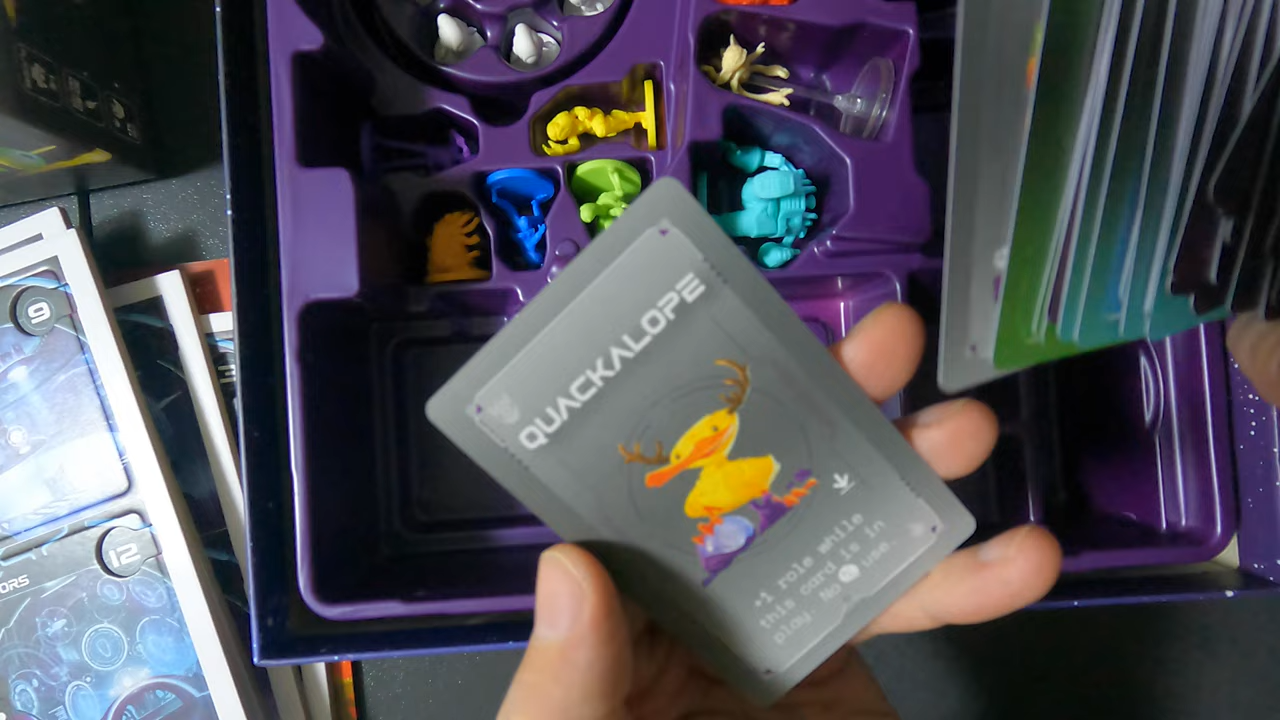 QUACKALOPE
+1 role while
this card is in
play. No use.
9
12
ORS